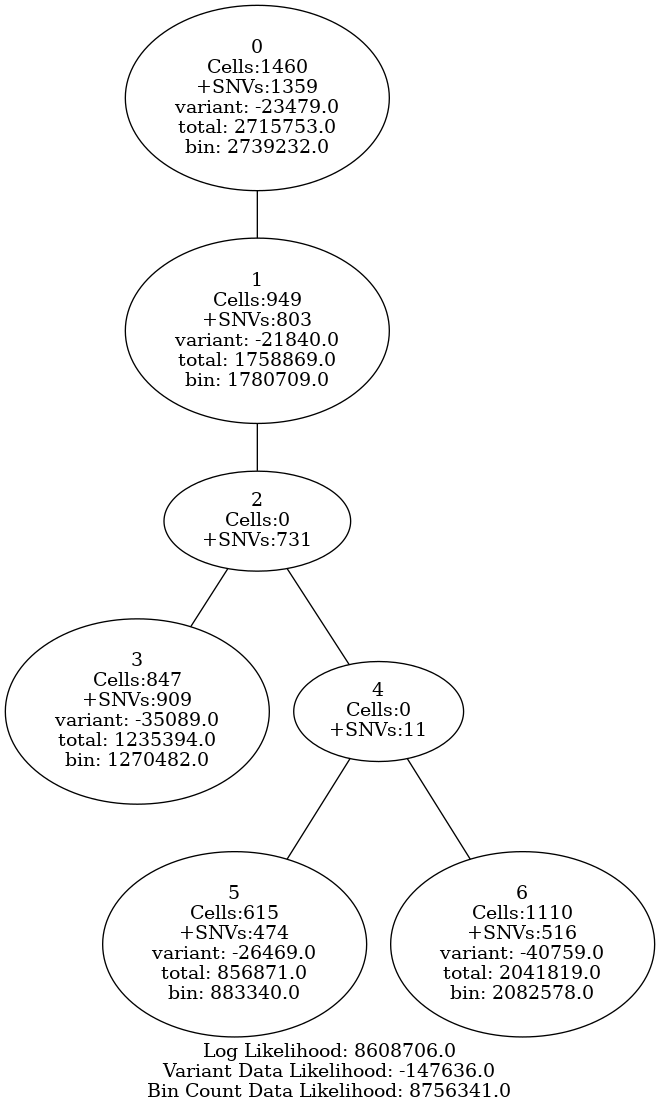 0
Cells:1460
+SNVs:1359
variant: -23479.0
total: 2715753.0
bin: 2739232.0
1
Cells:949
+SNVs:803
variant: -21840.0
total: 1758869.0
bin: 1780709.0
2
Cells:0
+SNVs:731
3
Cells:847
+SNVs:909
variant: -35089.0
total: 1235394.0
bin: 1270482.0
4
Cells:0
+SNVs:11
5
Cells:615
+SNVs:474
variant: -26469.0
total: 856871.0
bin: 883340.0
6
Cells:1110
+SNVs:516
variant: -40759.0
total: 2041819.0
bin: 2082578.0
Log Likelihood: 8608706.0
Variant Data Likelihood: -147636.0
Bin Count Data Likelihood: 8756341.0